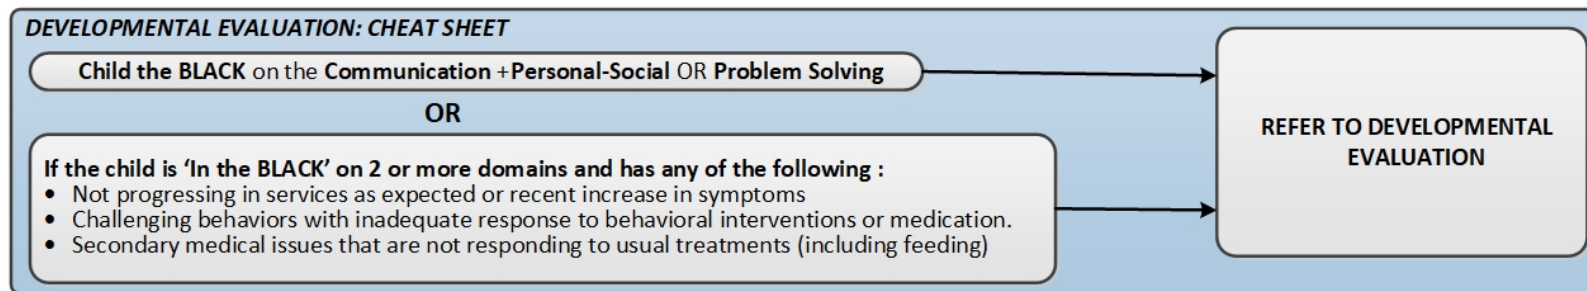 DEVELOPMENTAL EVALUATION: CHEAT SHEET
Child the BLACK on the Communication +Personal-Social OR Problem Solving
OR
If the child is ‘In the BLACK’ on 2 or more domains and has any of the following :
• Not progressing in services as expected or recent increase in symptoms
• Challenging behaviors with inadequate response to behavioral interventions or medication.
• Secondary medical issues that are not responding to usual treatments (including feeding)
REFER TO DEVELOPMENTAL
EVALUATION